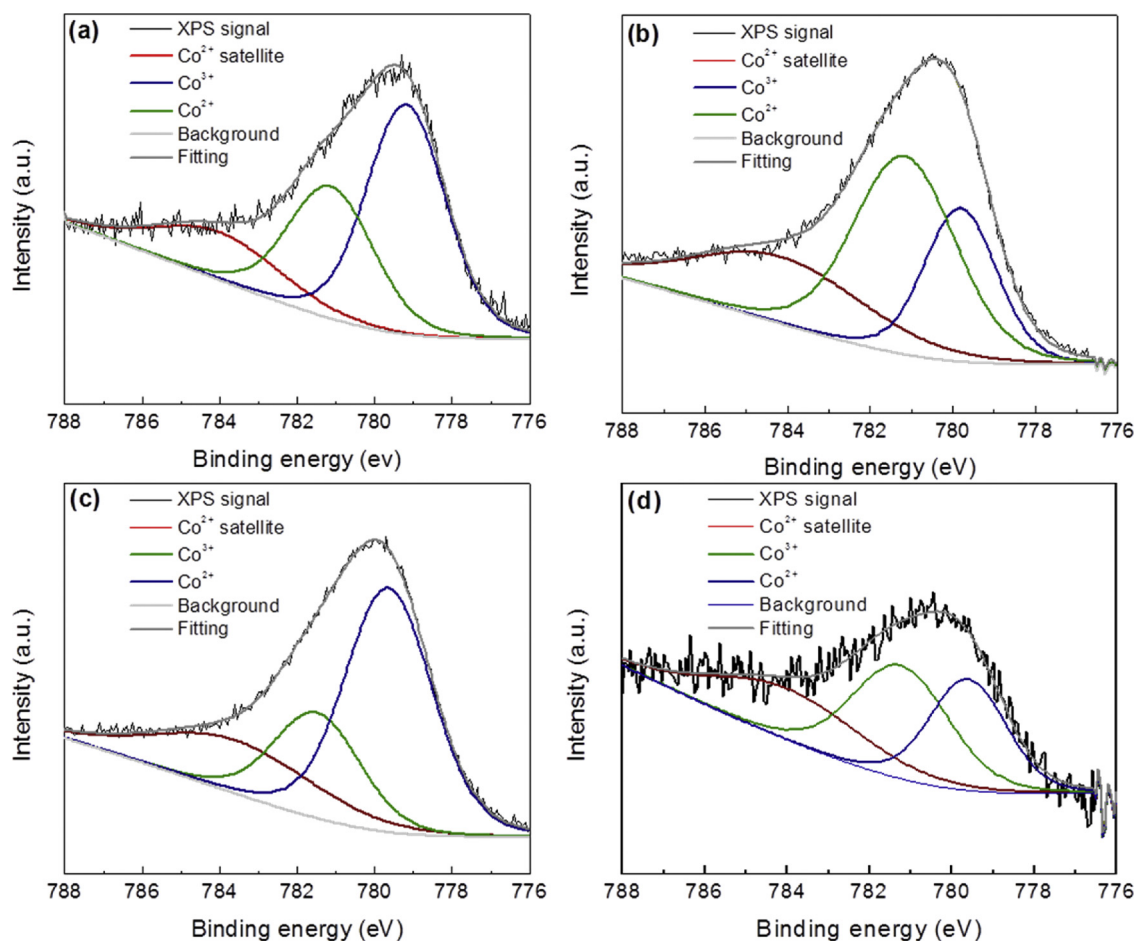 (a)
XPS signal
Co²⁺ satellite
Co³⁺
Co²⁺
Background
Fitting
Intensity (a.u.)
788 786 784 782 780 778 776
Binding energy (ev)
(b)
XPS signal
Co²⁺ satellite
Co³⁺
Co²⁺
Background
Fitting
Intensity (a.u.)
788 786 784 782 780 778 776
Binding energy (eV)
(c)
XPS signal
Co²⁺ satellite
Co³⁺
Co²⁺
Background
Fitting
Intensity (a.u.)
788 786 784 782 780 778 776
Binding energy (eV)
(d)
XPS signal
Co²⁺ satellite
Co³⁺
Co²⁺
Background
Fitting
Intensity (a.u.)
788 786 784 782 780 778 776
Binding energy (eV)